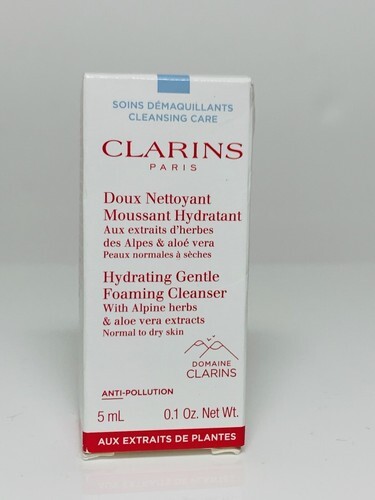 SOINS DÉMAQUILLANTS
CLEANSING CARE
CLARINS
PARIS
Doux Nettoyant
Moussant Hydratant
Aux extraits d'herbes
des Alpes & aloé vera
Peaux normales à sèches
Hydrating Gentle
Foaming Cleanser
With Alpine herbs
& aloe vera extracts
Normal to dry skin
DOMAINE
CLARINS
ANTI-POLLUTION
5 mL 0.1 Oz. Net Wt.
AUX EXTRAITS DE PLANTES